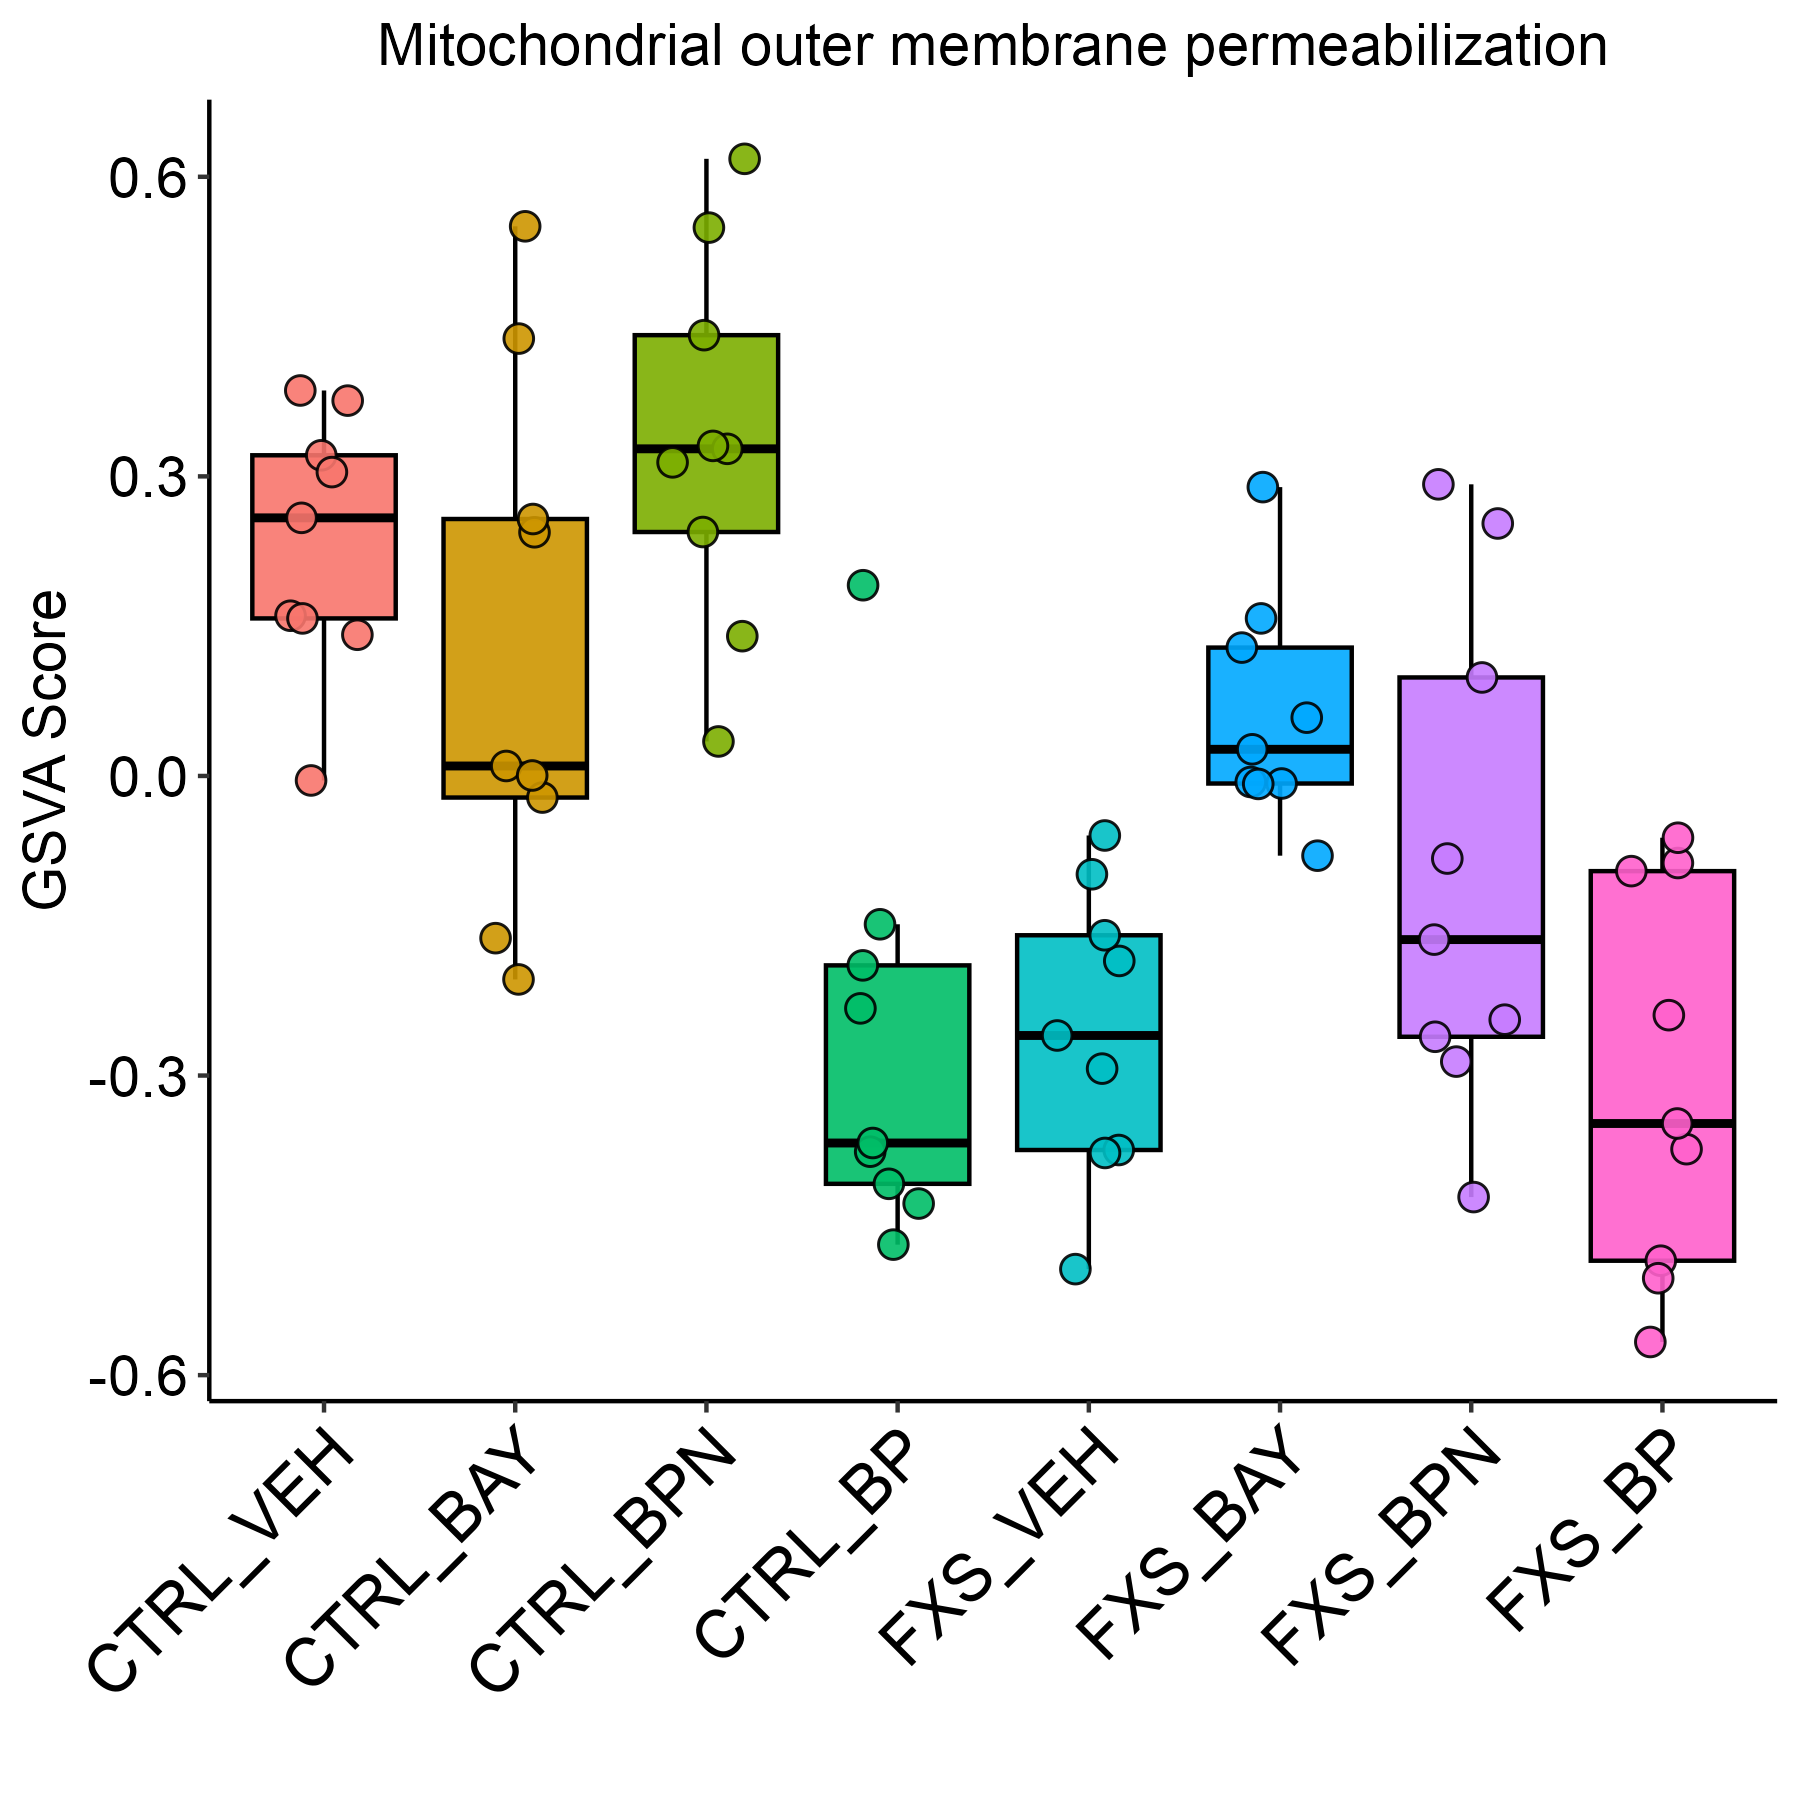 Mitochondrial outer membrane permeabilization
GSVA Score
0.6
0.3
0.0
-0.3
-0.6
CTRL_VEH
CTRL_BAY
CTRL_BPN
CTRL_BP
FXS_VEH
FXS_BAY
FXS_BPN
FXS_BP